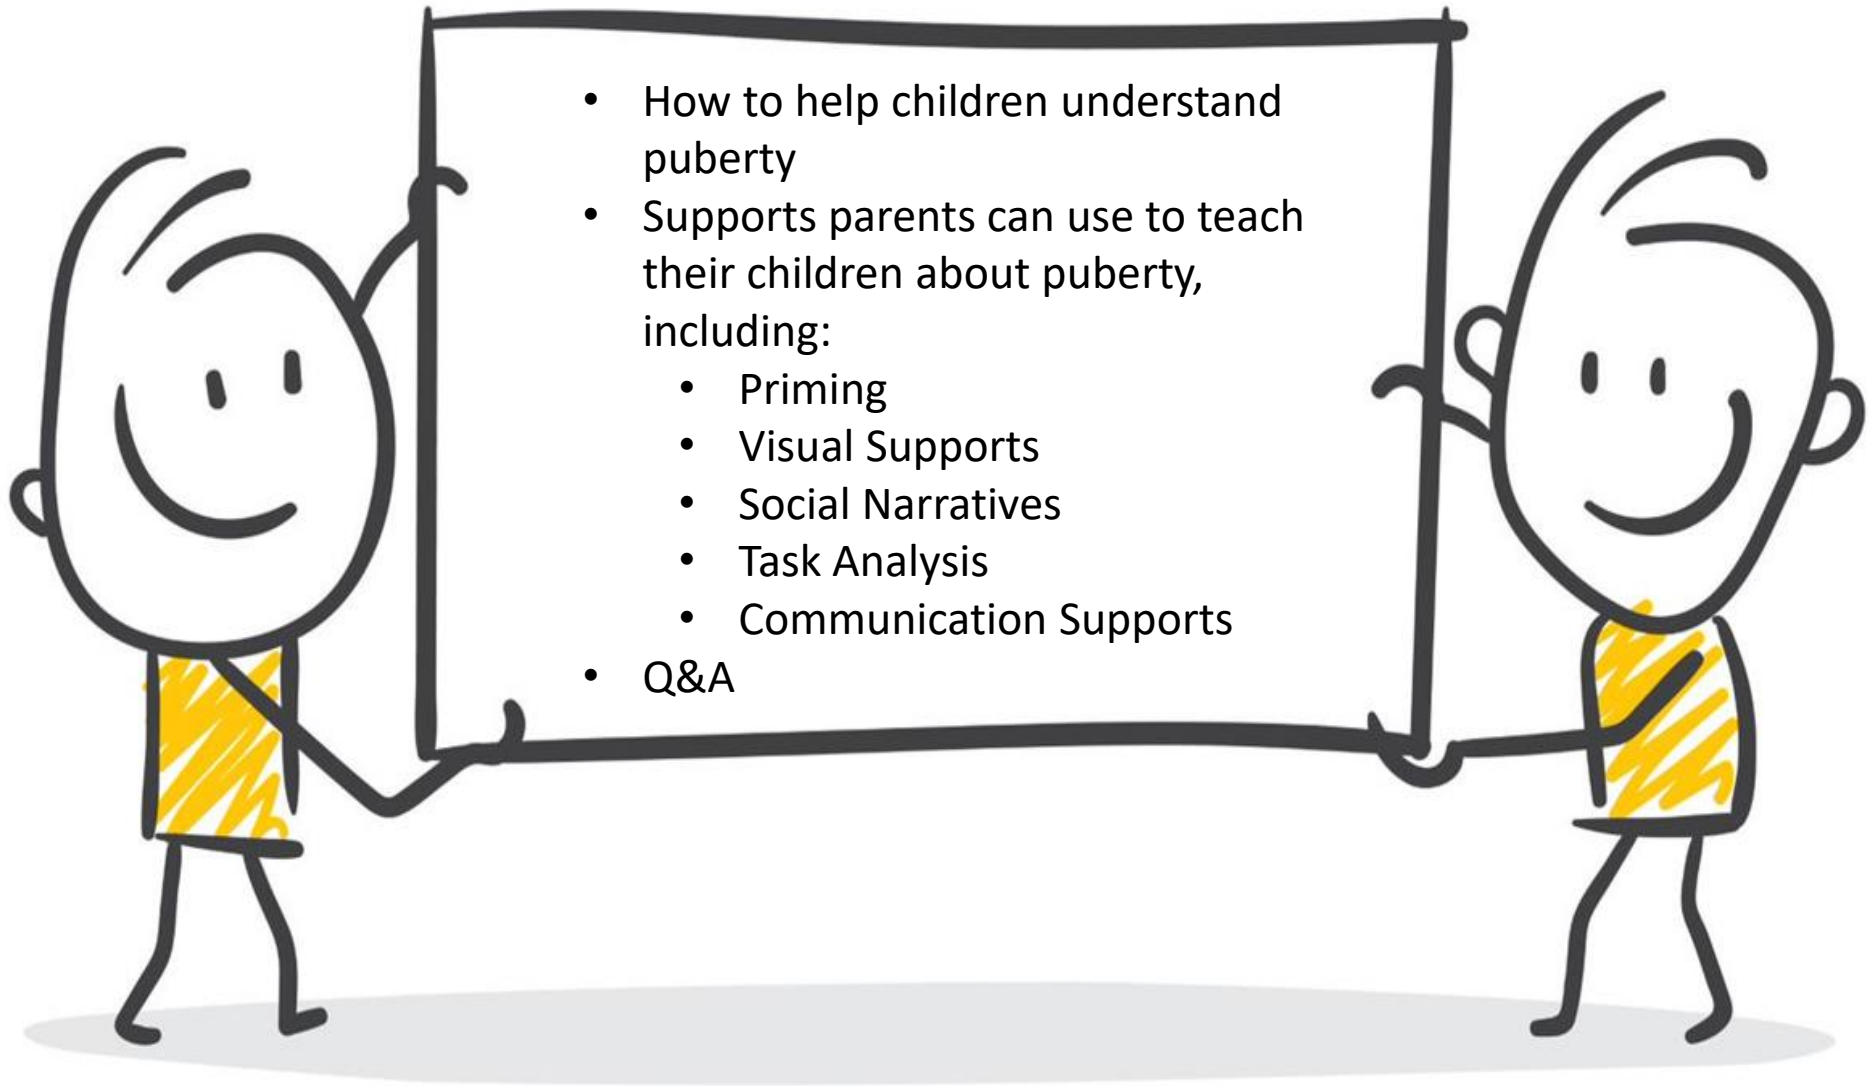 • How to help children understand
puberty
• Supports parents can use to teach
their children about puberty,
including:
• Priming
• Visual Supports
• Social Narratives
• Task Analysis
• Communication Supports
• Q&A